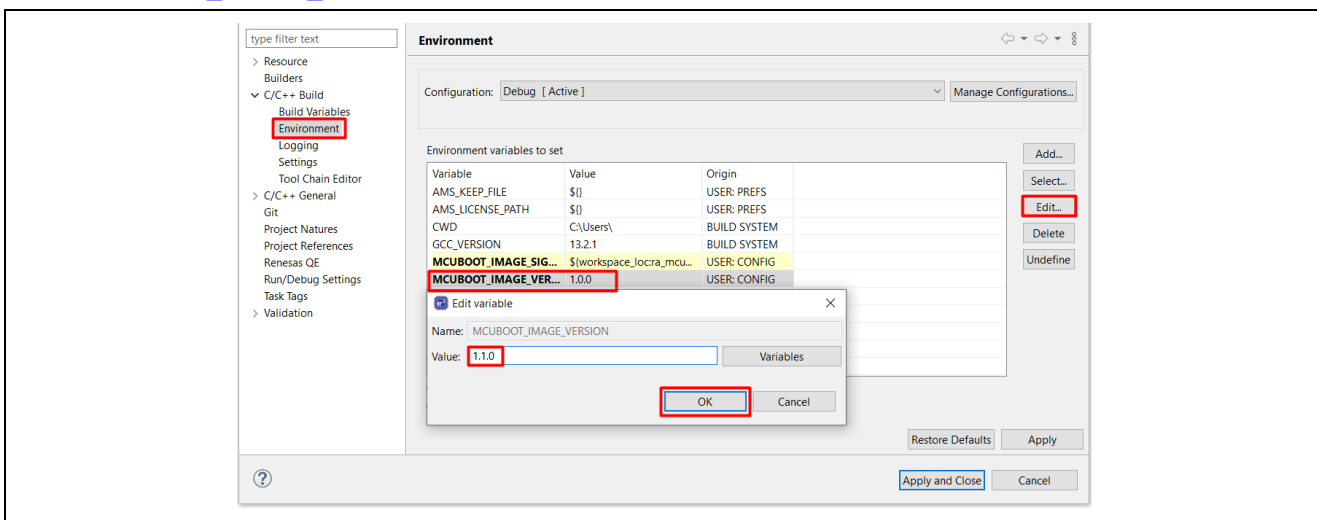 type filter text
Environment
> Resource
Builders
C/C++ Build
Build Variables
Environment
Logging
Settings
Tool Chain Editor
> C/C++ General
Git
Project Natures
Project References
Renesas QE
Run/Debug Settings
Task Tags
> Validation
Configuration: Debug [ Active ]
Manage Configurations...
Environment variables to set
Variable Value Origin
AMS_KEEP_FILE ${} USER: PREFS
AMS_LICENSE_PATH ${} USER: PREFS
CWD C:\Users\ BUILD SYSTEM
GCC_VERSION 13.2.1 BUILD SYSTEM
MCUBOOT_IMAGE_SIG... ${workspace_loc:ra_mcu... USER: CONFIG
MCUBOOT_IMAGE_VER... 1.0.0 USER: CONFIG
Add...
Select...
Edit...
Delete
Undefine
Edit variable
Name: MCUBOOT_IMAGE_VERSION
Value: 1.1.0 Variables
OK Cancel
Restore Defaults Apply
Apply and Close Cancel